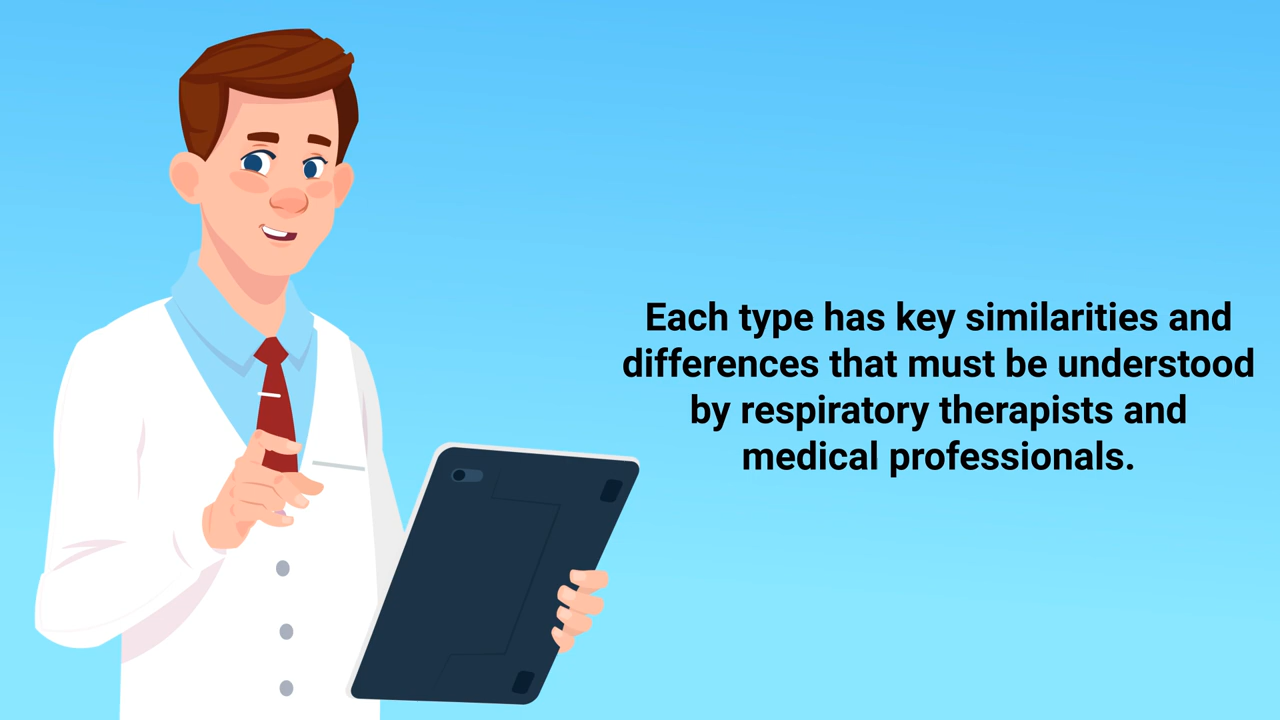 Each type has key similarities and
differences that must be understood
by respiratory therapists and
medical professionals.